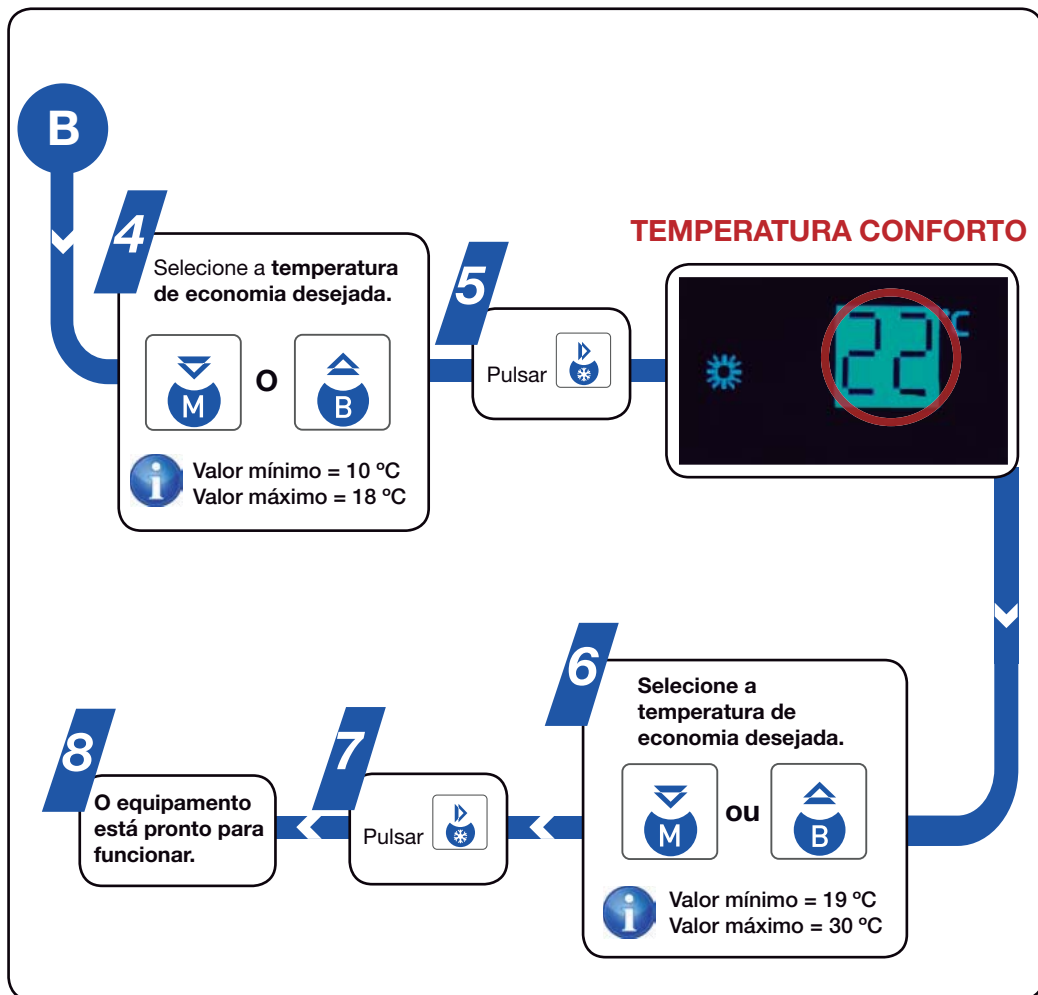 B
4
Selecione a temperatura
de economia desejada.
M
O
B
i
Valor mínimo = 10 ºC
Valor máximo = 18 ºC
5
Pulsar
TEMPERATURA CONFORTO
22 ºC
6
Selecione a
temperatura de
economia desejada.
M
ou
B
i
Valor mínimo = 19 ºC
Valor máximo = 30 ºC
7
Pulsar
8
O equipamento
está pronto para
funcionar.